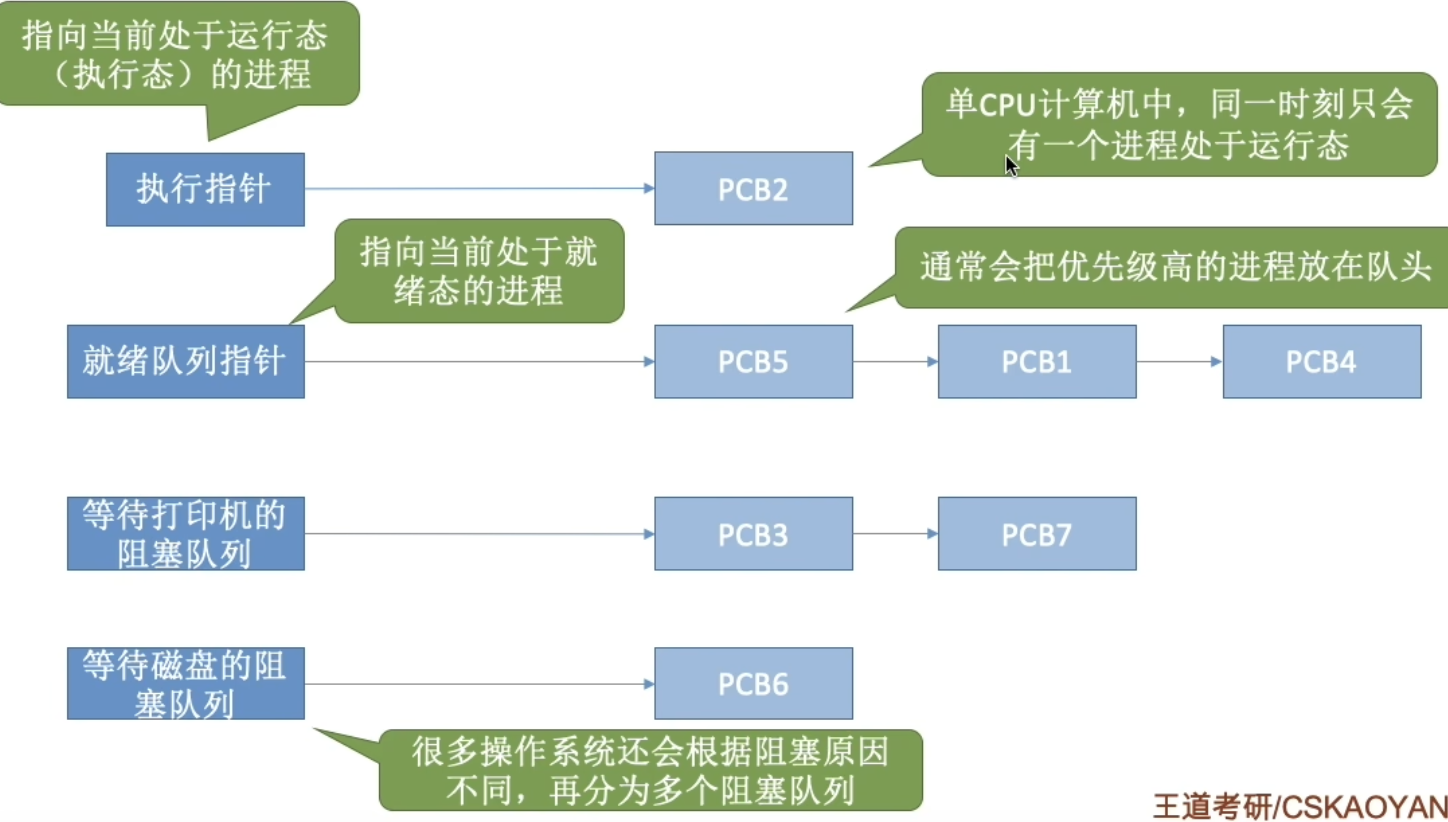 指向当前处于运行态
（执行态）的进程
单CPU计算机中，同一时刻只会
有一个进程处于运行态
执行指针
PCB2
指向当前处于就
绪态的进程
通常会把优先级高的进程放在队头
就绪队列指针
PCB5
PCB1
PCB4
等待打印机的
阻塞队列
PCB3
PCB7
等待磁盘的阻
塞队列
PCB6
很多操作系统还会根据阻塞原因
不同，再分为多个阻塞队列
王道考研/CSKAOYAN